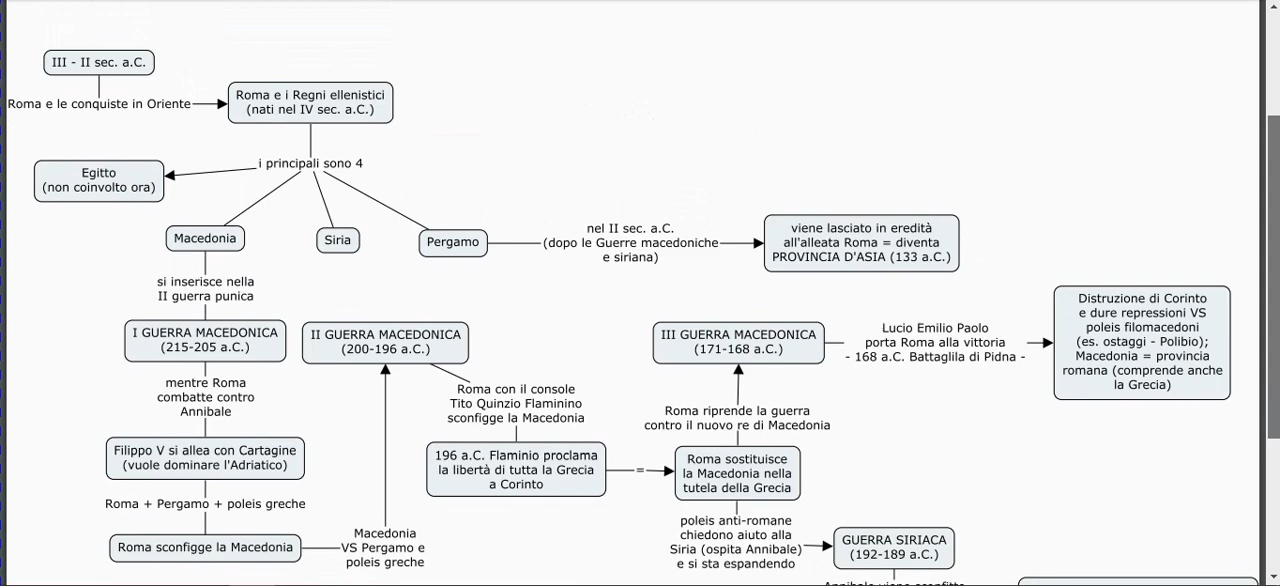 III - II sec. a.C.
Roma e le conquiste in Oriente
Roma e i Regni ellenistici
(nati nel IV sec. a.C.)
i principali sono 4
Egitto
(non coinvolto ora)
Macedonia
Siria
Pergamo
nel II sec. a.C.
(dopo le Guerre macedoniche
e siriana)
viene lasciato in eredità
all'alleata Roma = diventa
PROVINCIA D'ASIA (133 a.C.)
si inserisce nella
II guerra punica
I GUERRA MACEDONICA
(215-205 a.C.)
mentre Roma
combatte contro
Annibale
Filippo V si allea con Cartagine
(vuole dominare l'Adriatico)
Roma + Pergamo + poleis greche
Roma sconfigge la Macedonia
Macedonia
VS Pergamo e
poleis greche
II GUERRA MACEDONICA
(200-196 a.C.)
Roma con il console
Tito Quinzio Flaminino
sconfigge la Macedonia
196 a.C. Flaminio proclama
la libertà di tutta la Grecia
a Corinto
=
Roma sostituisce
la Macedonia nella
tutela della Grecia
Roma riprende la guerra
contro il nuovo re di Macedonia
III GUERRA MACEDONICA
(171-168 a.C.)
Lucio Emilio Paolo
porta Roma alla vittoria
- 168 a.C. Battaglila di Pidna -
Distruzione di Corinto
e dure repressioni VS
poleis filomacedoni
(es. ostaggi - Polibio);
Macedonia = provincia
romana (comprende anche
la Grecia)
poleis anti-romane
chiedono aiuto alla
Siria (ospita Annibale)
e si sta espandendo
GUERRA SIRIACA
(192-189 a.C.)
Annibale viene sconfitto